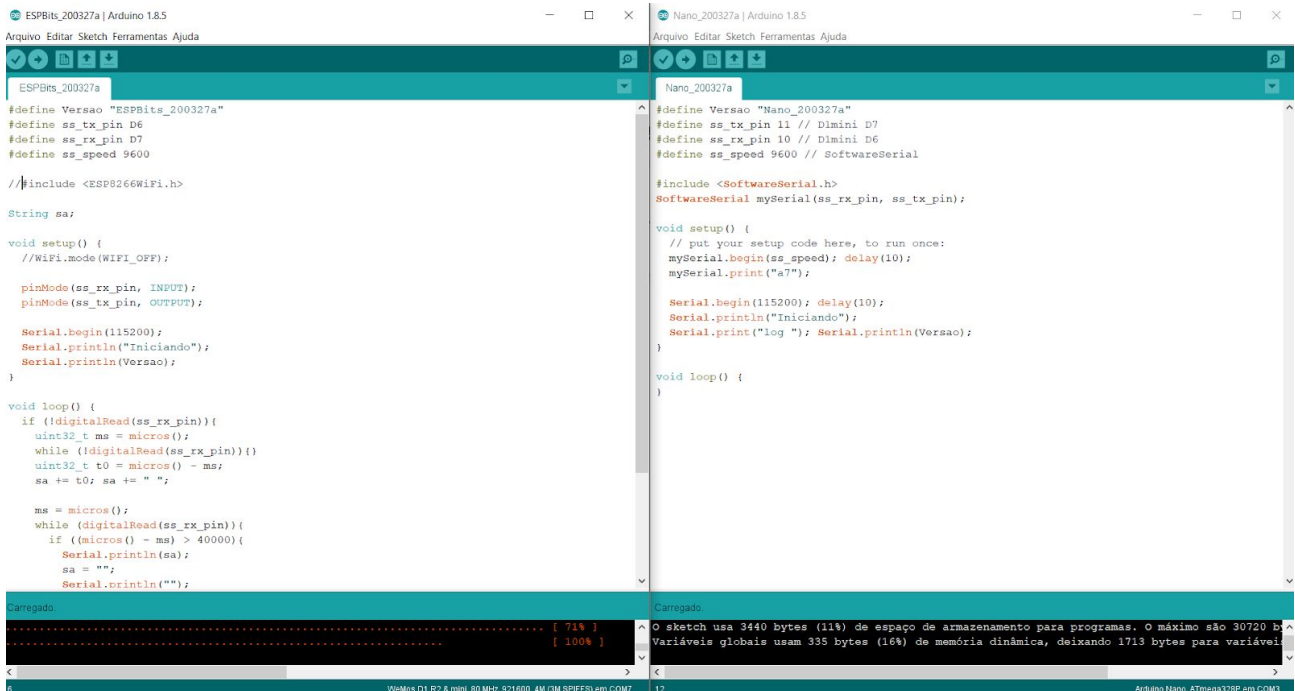 ESPBits_200327a | Arduino 1.8.5
Arquivo Editar Sketch Ferramentas Ajuda
ESPBits_200327a
#define Versao "ESPBits_200327a"
#define ss_tx_pin D6
#define ss_rx_pin D7
#define ss_speed 9600
//#include <ESP8266WiFi.h>
String sa;
void setup() {
//WiFi.mode(WIFI_OFF);
pinMode(ss_rx_pin, INPUT);
pinMode(ss_tx_pin, OUTPUT);
Serial.begin(115200);
Serial.println("Iniciando");
Serial.println(Versao);
}
void loop() {
if (!digitalRead(ss_rx_pin)){
uint32_t ms = micros();
while (!digitalRead(ss_rx_pin)){}
uint32_t t0 = micros() - ms;
sa += t0; sa += " ";
ms = micros();
while (digitalRead(ss_rx_pin)){
if ((micros() - ms) > 40000){
Serial.println(sa);
sa = "";
Serial.println("");
Carregado.
[ 71% ]
[ 100% ]
6
WeMos D1 R2 & mini, 80 MHz, 921600, 4M (3M SPIFFS) em COM7
Nano_200327a | Arduino 1.8.5
Arquivo Editar Sketch Ferramentas Ajuda
Nano_200327a
#define Versao "Nano_200327a"
#define ss_tx_pin 11 // D1mini D7
#define ss_rx_pin 10 // D1mini D6
#define ss_speed 9600 // SoftwareSerial
#include <SoftwareSerial.h>
SoftwareSerial mySerial(ss_rx_pin, ss_tx_pin);
void setup() {
// put your setup code here, to run once:
mySerial.begin(ss_speed); delay(10);
mySerial.print("a7");
Serial.begin(115200); delay(10);
Serial.println("Iniciando");
Serial.print("log "); Serial.println(Versao);
}
void loop() {
}
Carregado.
O sketch usa 3440 bytes (11%) de espaço de armazenamento para programas. O máximo são 30720 b
Variáveis globais usam 335 bytes (16%) de memória dinâmica, deixando 1713 bytes para variávei
12
Arduino Nano, ATmega328P em COM3